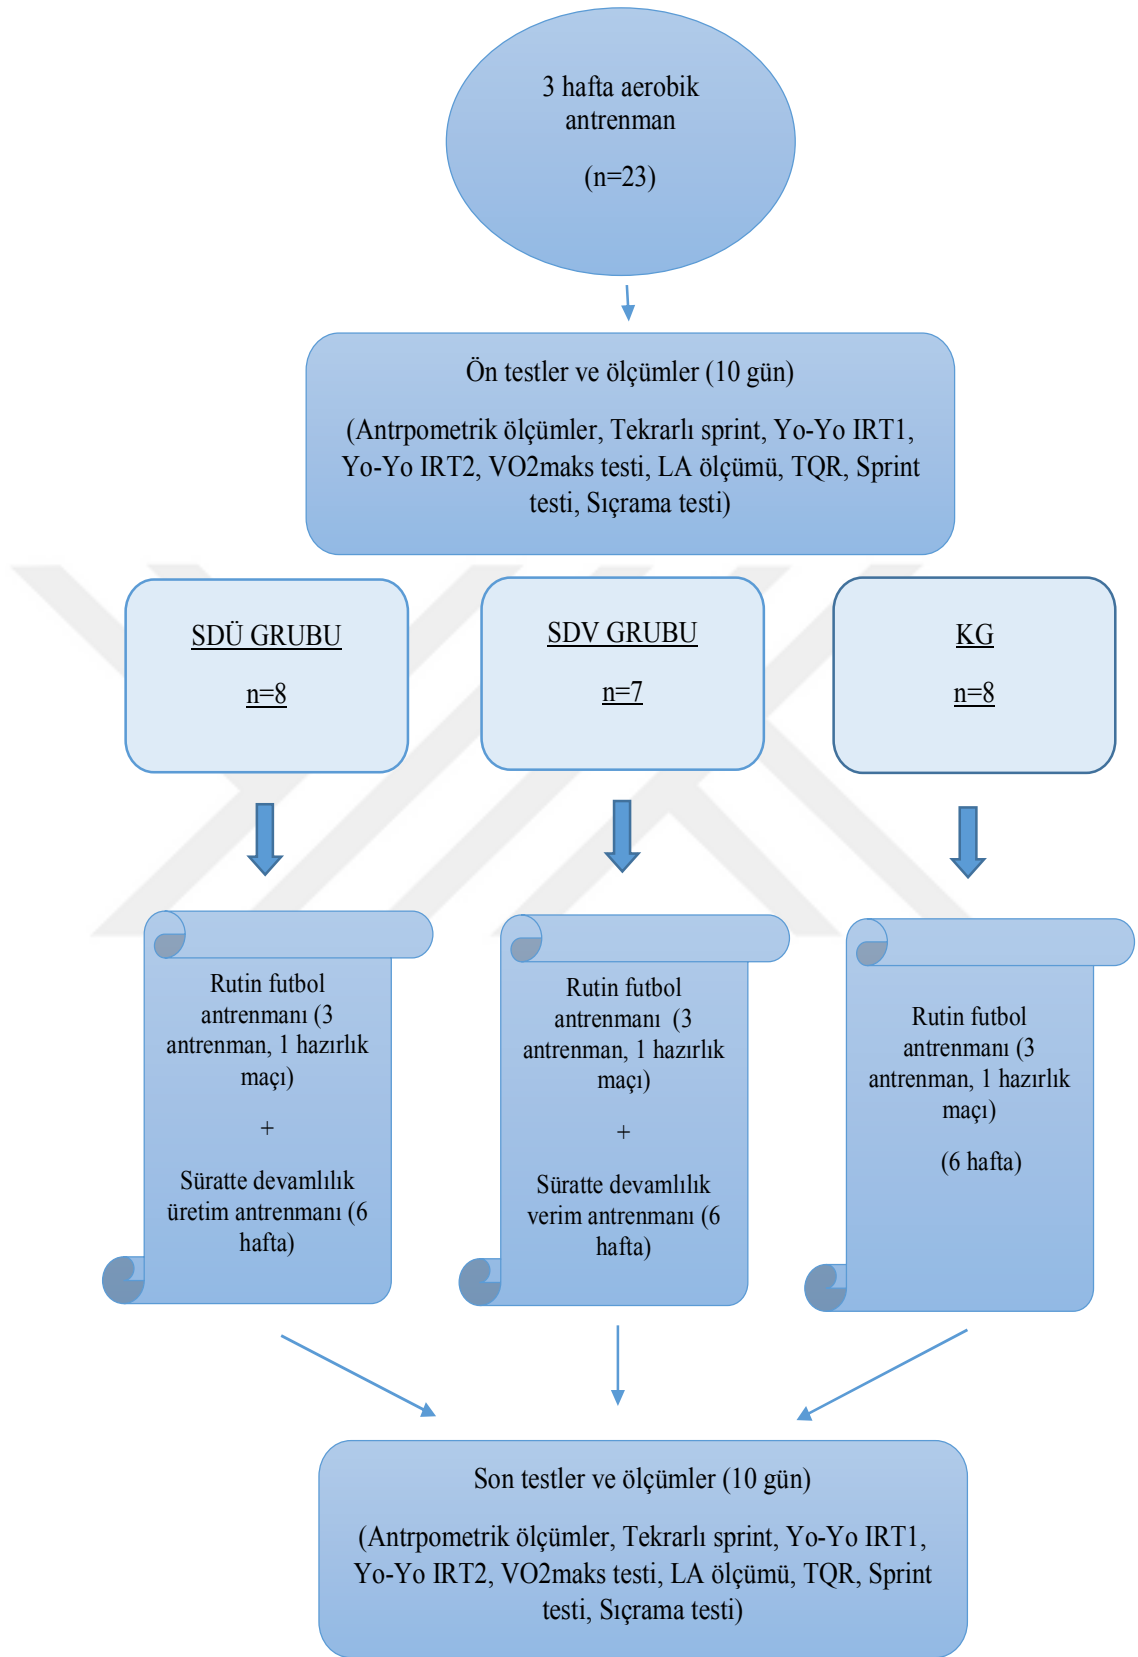 3 hafta aerobik
antrenman
(n=23)
Ön testler ve ölçümler (10 gün)
(Antrpometrik ölçümler, Tekrarlı sprint, Yo-Yo IRT1,
Yo-Yo IRT2, VO2maks testi, LA ölçümü, TQR, Sprint
testi, Sıçrama testi)
SDÜ GRUBU
n=8
SDV GRUBU
n=7
KG
n=8
Rutin futbol
antrenmanı (3
antrenman, 1 hazırlık
maçı)
+
Süratte devamlılık
üretim antrenmanı (6
hafta)
Rutin futbol
antrenmanı (3
antrenman, 1 hazırlık
maçı)
+
Süratte devamlılık
verim antrenmanı (6
hafta)
Rutin futbol
antrenmanı (3
antrenman, 1 hazırlık
maçı)
(6 hafta)
Son testler ve ölçümler (10 gün)
(Antrpometrik ölçümler, Tekrarlı sprint, Yo-Yo IRT1,
Yo-Yo IRT2, VO2maks testi, LA ölçümü, TQR, Sprint
testi, Sıçrama testi)